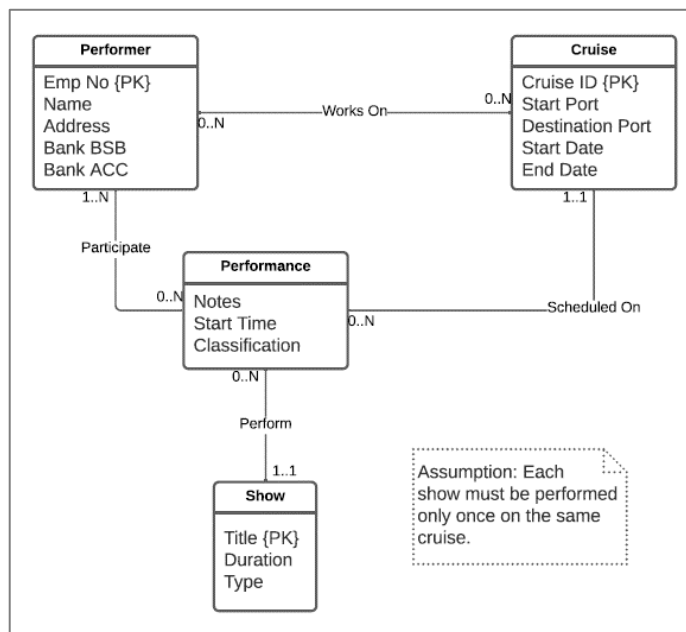 Performer
Emp No {PK}
Name
Address
Bank BSB
Bank ACC
Cruise
Cruise ID {PK}
Start Port
Destination Port
Start Date
End Date
Works On
0..N
0..N
1..N
1..1
Participate
Performance
Notes
Start Time
Classification
0..N
0..N
Scheduled On
0..N
Perform
1..1
Show
Title {PK}
Duration
Type
Assumption: Each
show must be performed
only once on the same
cruise.